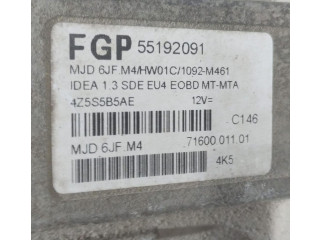 FGP 55192091
MJD 6JF.M4/HW01C/1092-M461
IDEA 1.3 SDE EU4 EOBD MT-MTA
4Z5S5B5AE 12V=
C146
MJD 6JF.M4 71600.011.01
4K5